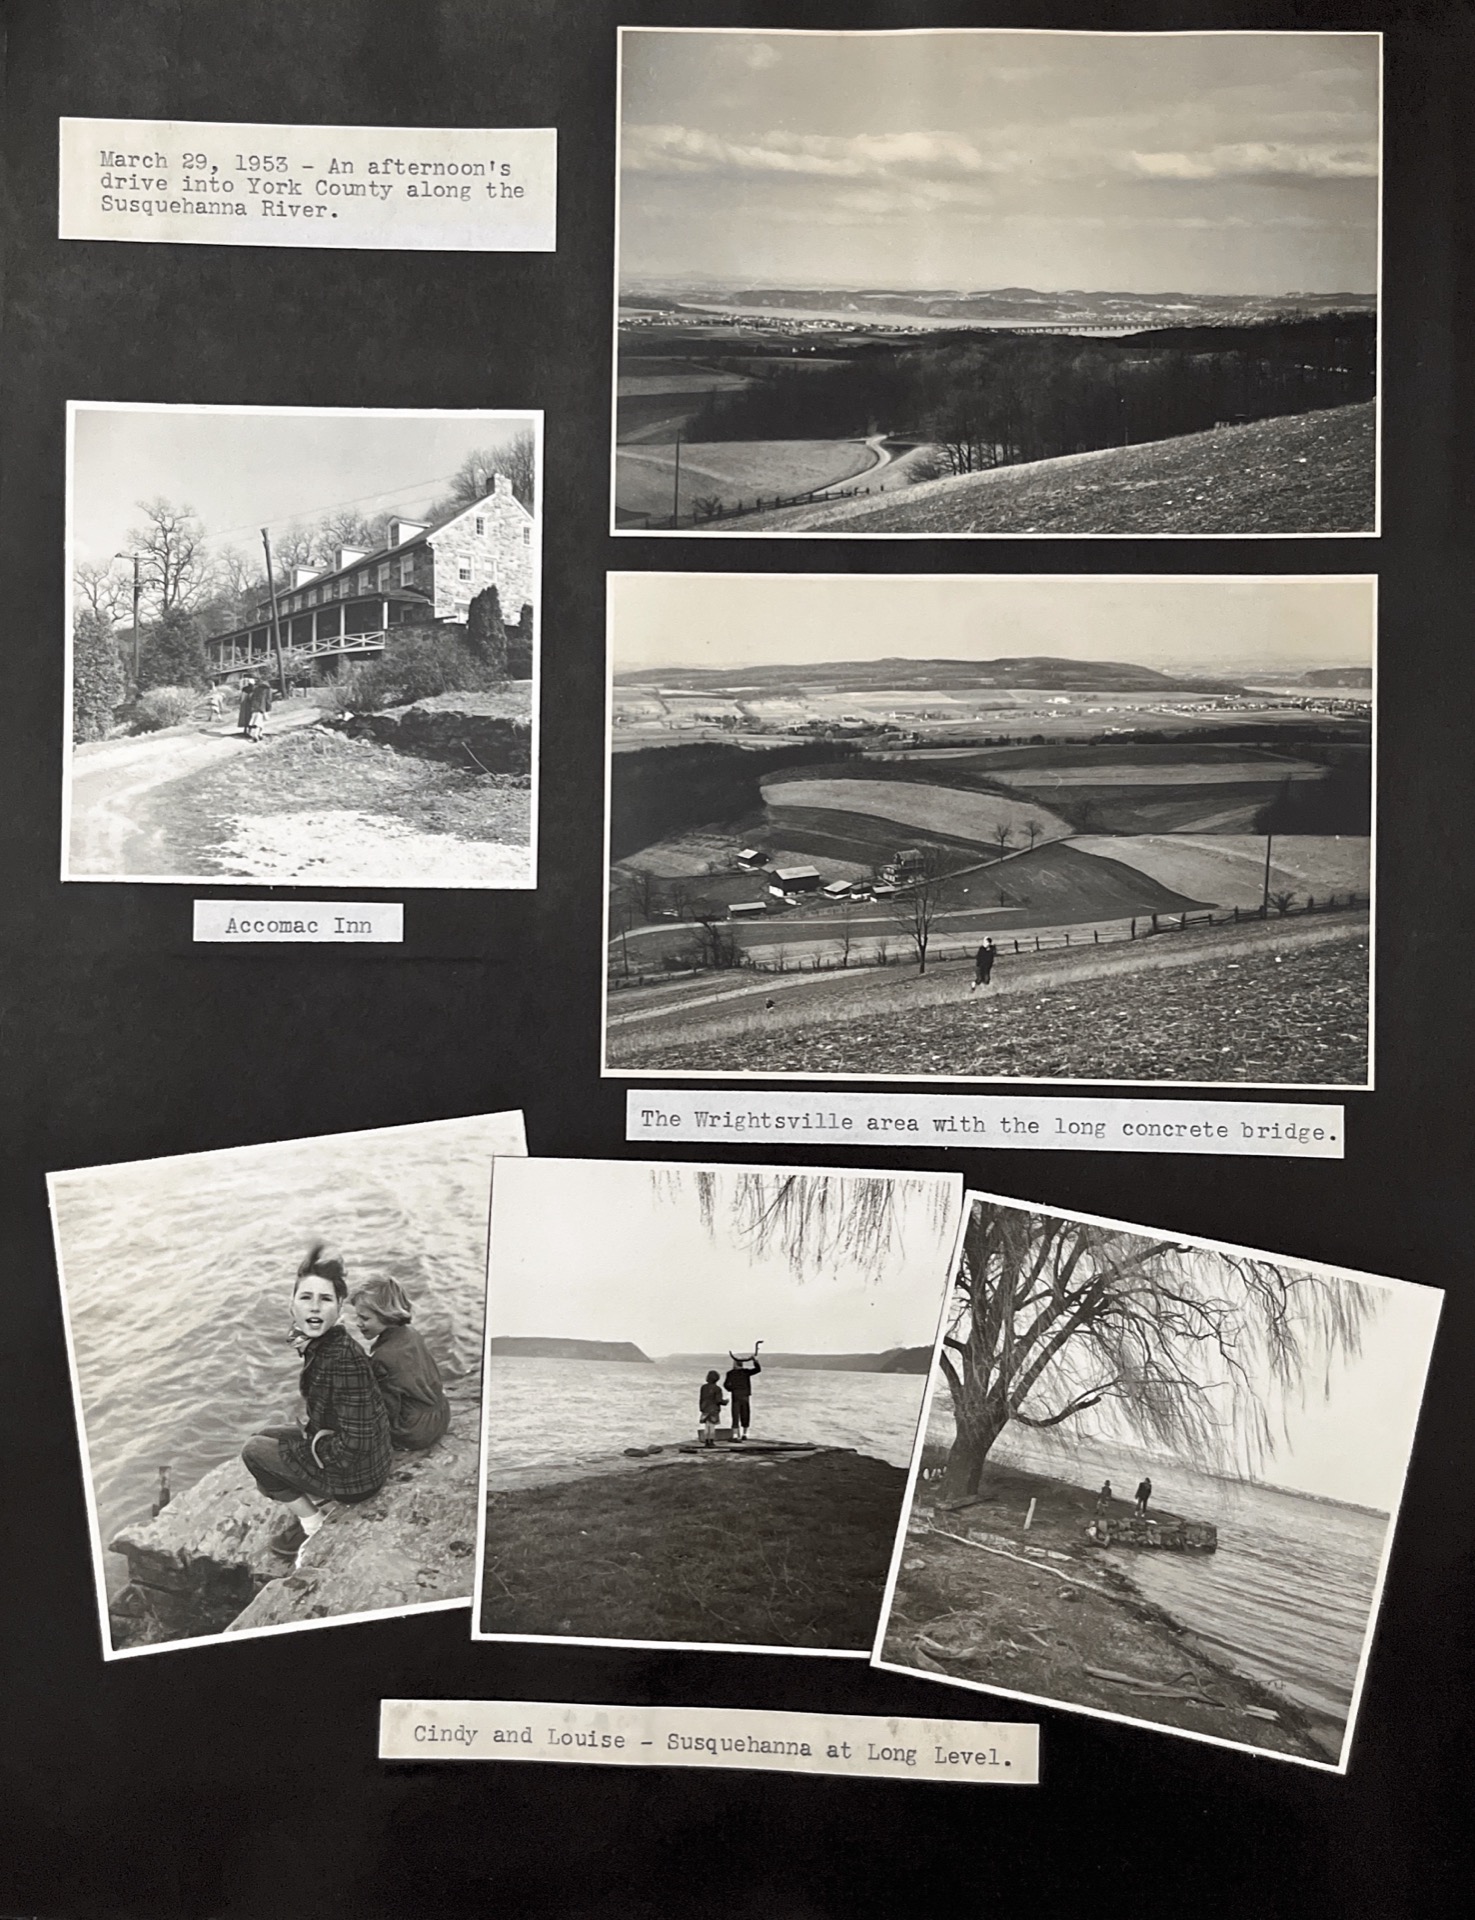 March 29, 1953 - An afternoon's
drive into York County along the
Susquehanna River.
Accomac Inn
The Wrightsville area with the long concrete bridge.
Cindy and Louise - Susquehanna at Long Level.